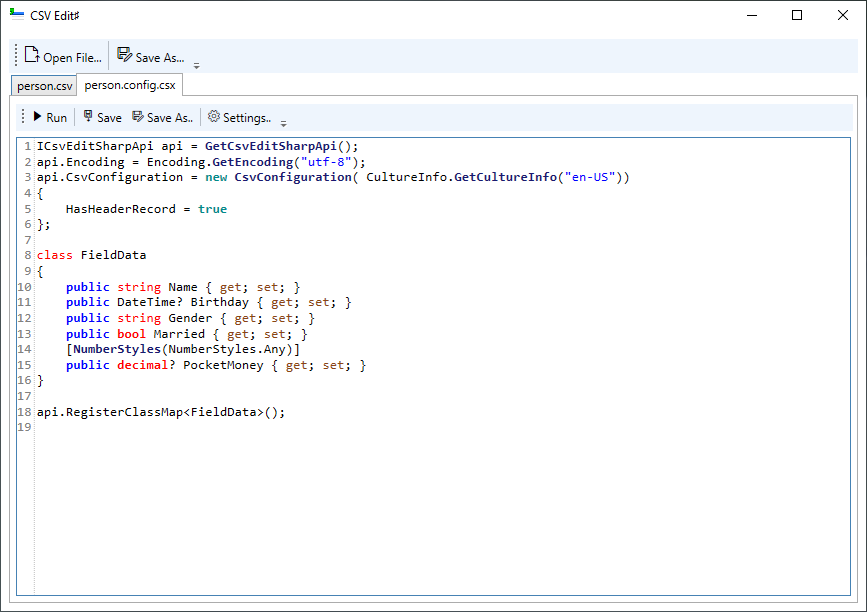 CSV Edit♯
Open File... Save As...
person.csv person.config.csx
Run Save Save As.. Settings..
1 ICsvEditSharpApi api = GetCsvEditSharpApi();
2 api.Encoding = Encoding.GetEncoding("utf-8");
3 api.CsvConfiguration = new CsvConfiguration( CultureInfo.GetCultureInfo("en-US"))
4 {
5     HasHeaderRecord = true
6 };
7
8 class FieldData
9 {
10     public string Name { get; set; }
11     public DateTime? Birthday { get; set; }
12     public string Gender { get; set; }
13     public bool Married { get; set; }
14     [NumberStyles(NumberStyles.Any)]
15     public decimal? PocketMoney { get; set; }
16 }
17
18 api.RegisterClassMap<FieldData>();
19